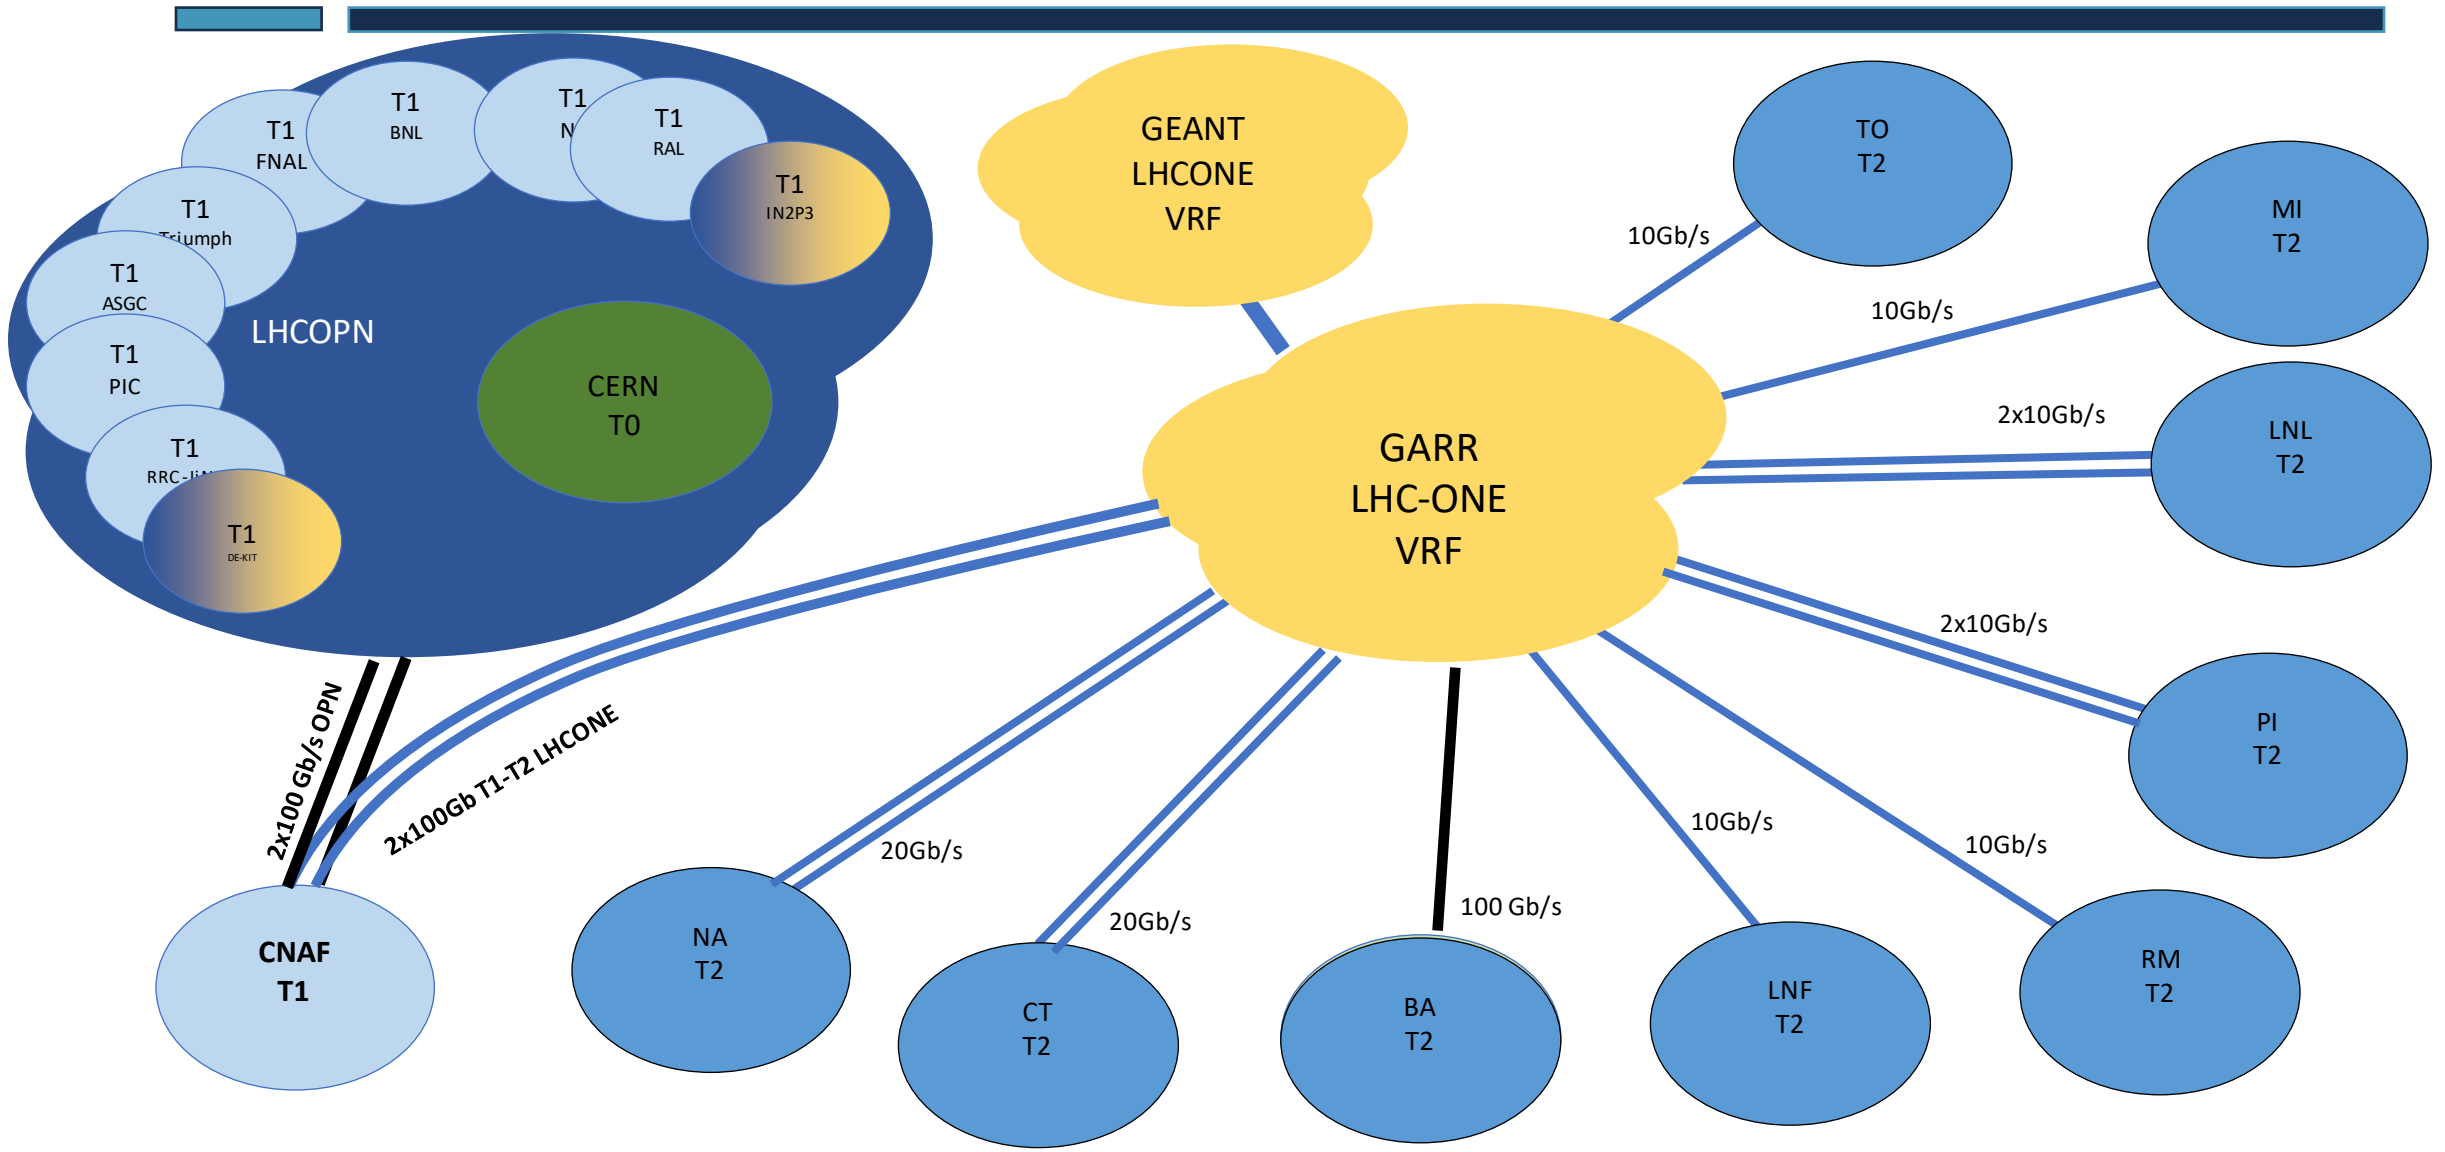 T1
BNL
T1
T1
RAL
T1
FNAL
T1
IN2P3
T1
Triumph
T1
ASGC
T1
PIC
T1
T1
DE-KIT
LHCOPN
CERN
T0
GEANT
LHCONE
VRF
GARR
LHC-ONE
VRF
TO
T2
10Gb/s
MI
T2
10Gb/s
LNL
T2
2x10Gb/s
PI
T2
2x10Gb/s
RM
T2
10Gb/s
LNF
T2
10Gb/s
BA
T2
100 Gb/s
CT
T2
20Gb/s
NA
T2
20Gb/s
2x100 Gb/s OPN
2x100Gb T1-T2 LHCONE
CNAF
T1